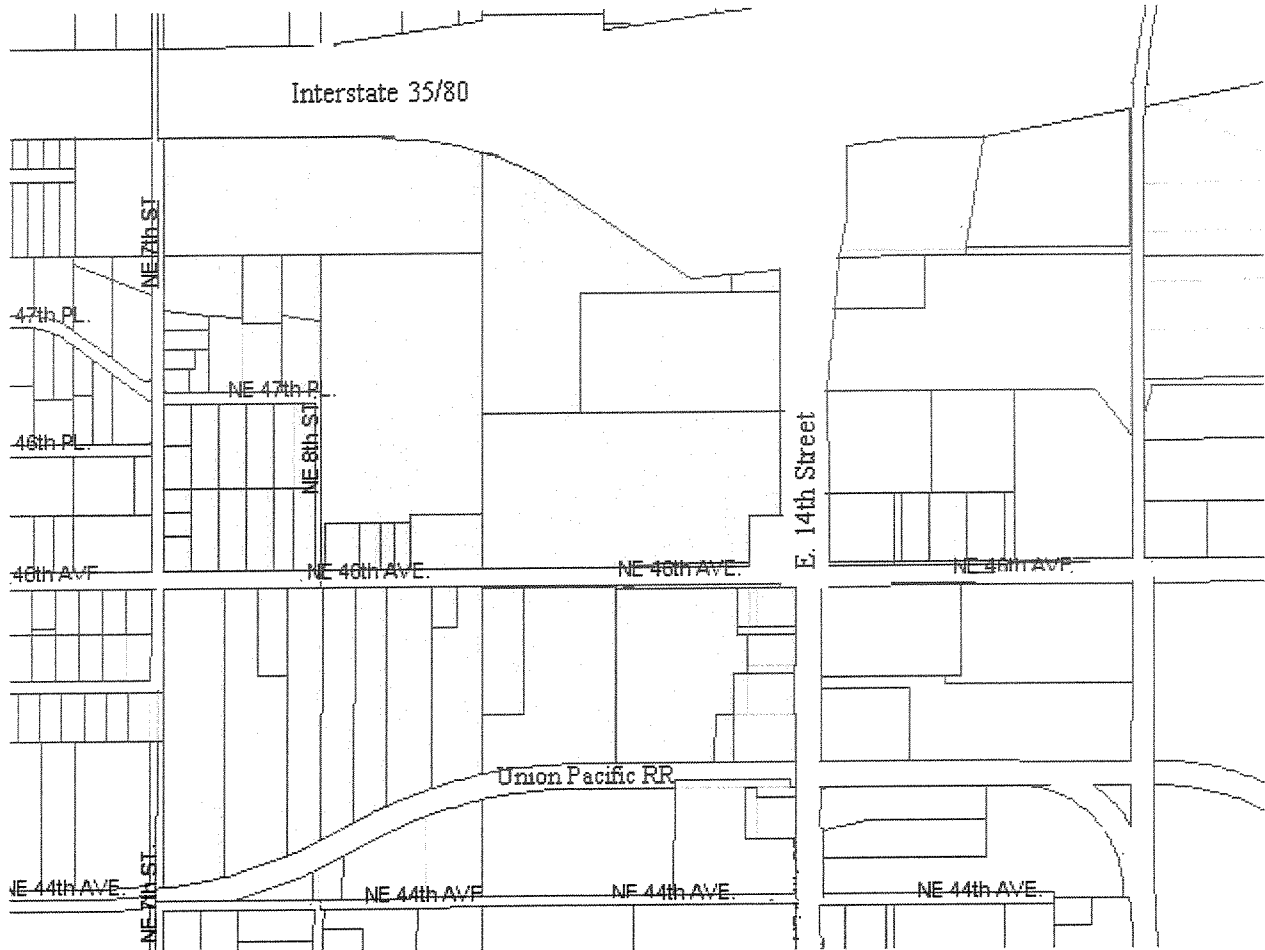 Interstate 35/80
NE 7th ST
47th PL.
NE 47th PL.
46th PL.
NE 8th ST
E. 14th Street
46th AVE
NE 46th AVE.
NE 46th AVE.
NE 46th AVE.
Union Pacific RR
NE 7th ST.
NE 44th AVE.
NE 44th AVE
NE 44th AVE.
NE 44th AVE.